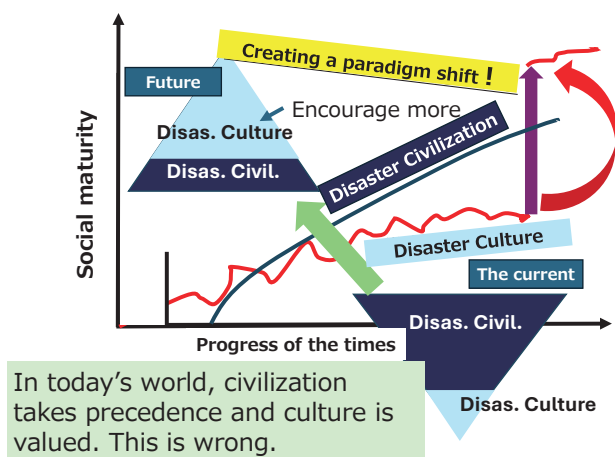 Creating a paradigm shift！
Future
Encourage more
Disas. Culture
Disas. Civil.
Disaster Civilization
Social maturity
Disaster Culture
The current
Disas. Civil.
Progress of the times
Disas. Culture
In today’s world, civilization
takes precedence and culture is
valued. This is wrong.